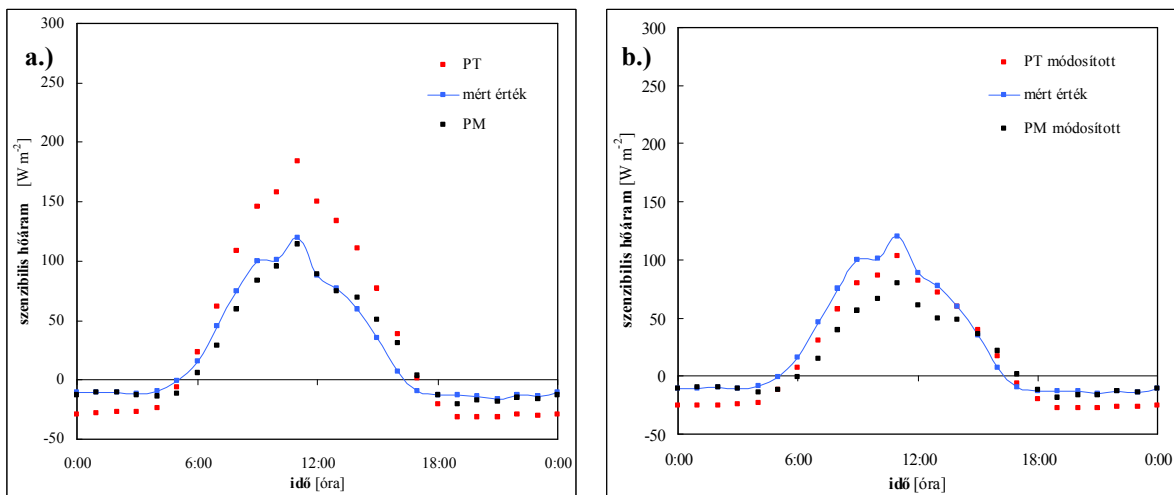 a.)
300
250
200
150
100
50
0
-50
szenzibilis hőáram [W m-2]
PT
mért érték
PM
0:00
6:00
12:00
18:00
0:00
idő [óra]
b.)
300
250
200
150
100
50
0
-50
szenzibilis hőáram [W m-2]
PT módosított
mért érték
PM módosított
0:00
6:00
12:00
18:00
0:00
idő [óra]